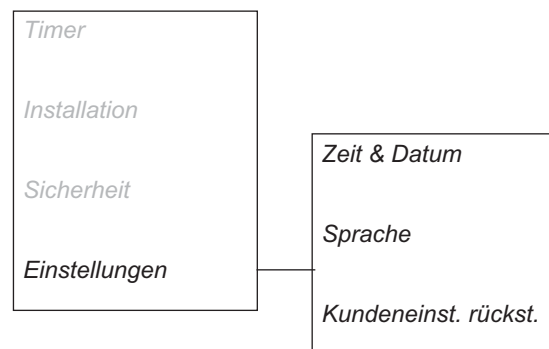 Timer
Installation
Sicherheit
Einstellungen
Zeit & Datum
Sprache
Kundeneinst. rückst.